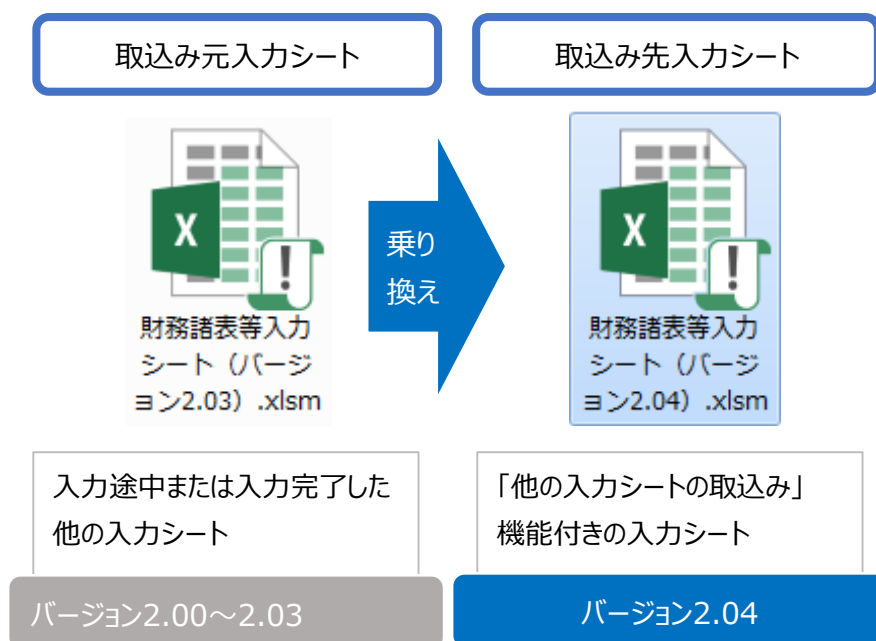 取込み元入力シート
取込み先入力シート
X
財務諸表等入力
シート（バージ
ョン2.03）.xlsm
乗り
換え
X
財務諸表等入力
シート（バージ
ョン2.04）.xlsm
入力途中または入力完了した
他の入力シート
「他の入力シートの取込み」
機能付きの入力シート
バージョン2.00～2.03
バージョン2.04